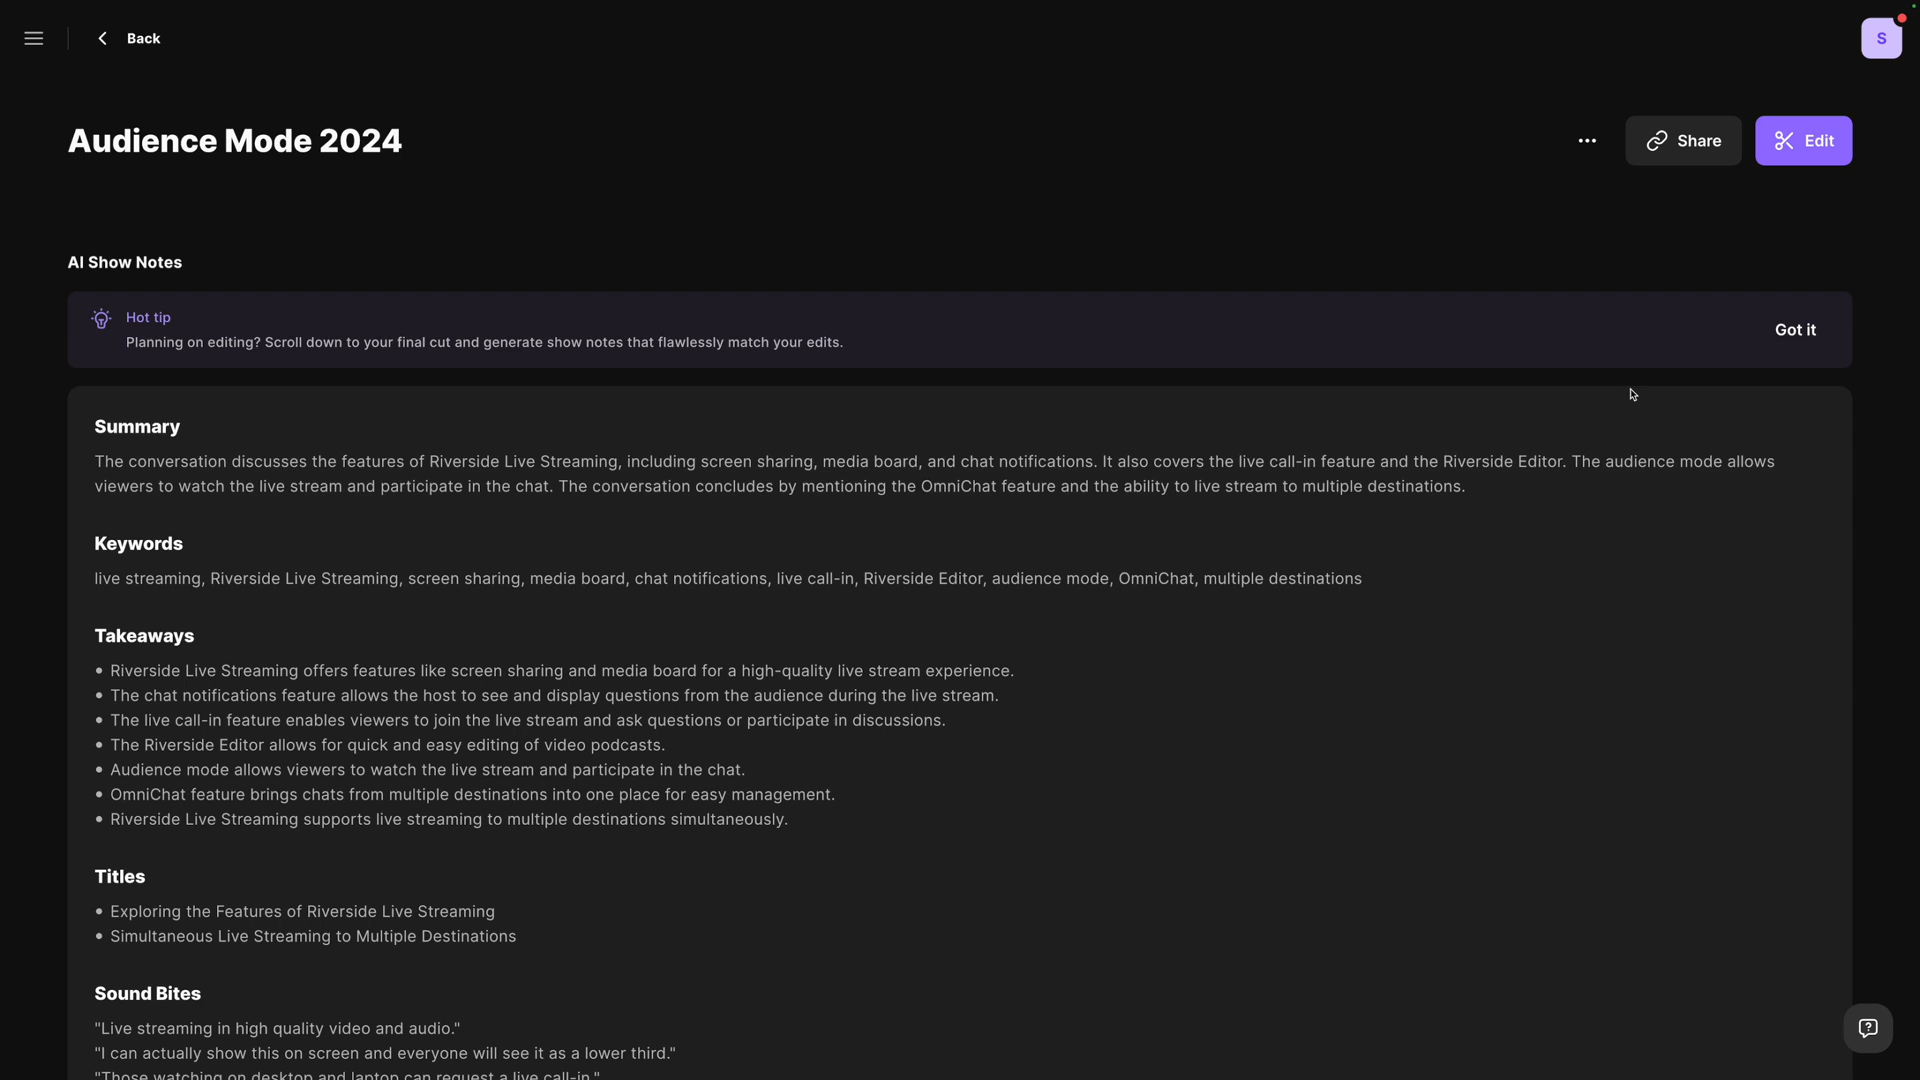 Back
S
Audience Mode 2024
Share
Edit
AI Show Notes
Hot tip
Planning on editing? Scroll down to your final cut and generate show notes that flawlessly match your edits.
Got it
Summary
The conversation discusses the features of Riverside Live Streaming, including screen sharing, media board, and chat notifications. It also covers the live call-in feature and the Riverside Editor. The audience mode allows
viewers to watch the live stream and participate in the chat. The conversation concludes by mentioning the OmniChat feature and the ability to live stream to multiple destinations.
Keywords
live streaming, Riverside Live Streaming, screen sharing, media board, chat notifications, live call-in, Riverside Editor, audience mode, OmniChat, multiple destinations
Takeaways
• Riverside Live Streaming offers features like screen sharing and media board for a high-quality live stream experience.
• The chat notifications feature allows the host to see and display questions from the audience during the live stream.
• The live call-in feature enables viewers to join the live stream and ask questions or participate in discussions.
• The Riverside Editor allows for quick and easy editing of video podcasts.
• Audience mode allows viewers to watch the live stream and participate in the chat.
• OmniChat feature brings chats from multiple destinations into one place for easy management.
• Riverside Live Streaming supports live streaming to multiple destinations simultaneously.
Titles
• Exploring the Features of Riverside Live Streaming
• Simultaneous Live Streaming to Multiple Destinations
Sound Bites
"Live streaming in high quality video and audio."
"I can actually show this on screen and everyone will see it as a lower third."
"Those watching on desktop and laptop can request a live call-in."